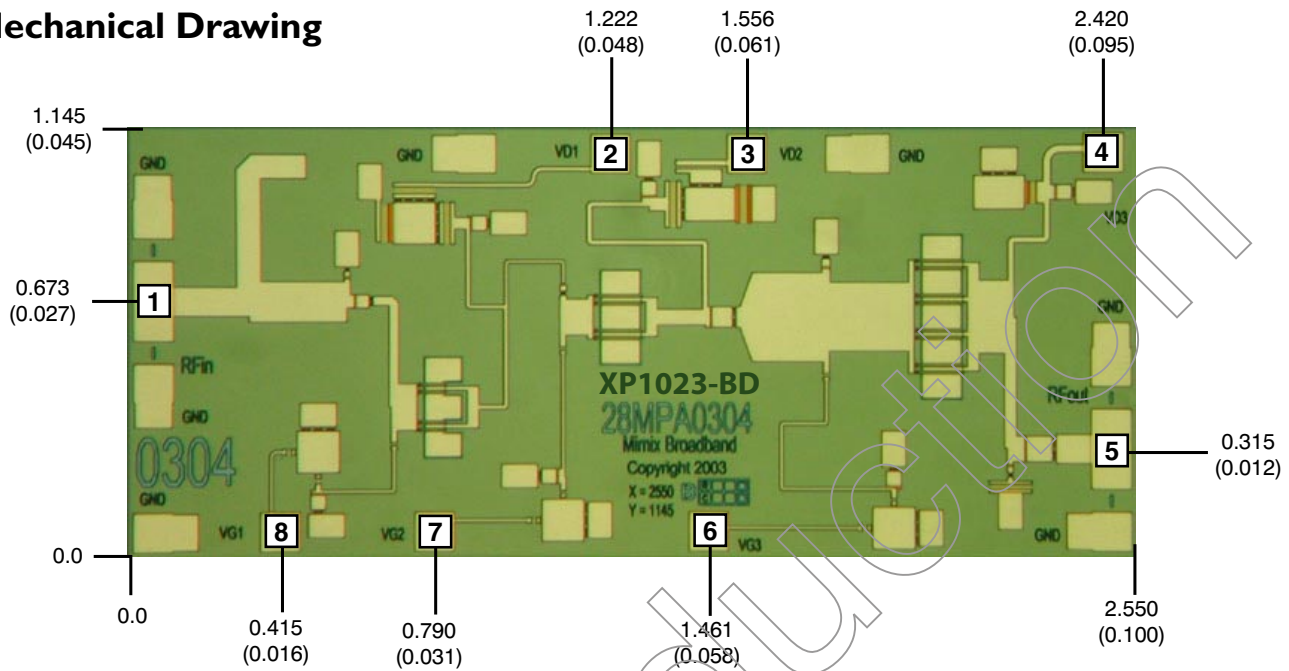 Mechanical Drawing
1.222
(0.048)
1.556
(0.061)
2.420
(0.095)
1.145
(0.045)
GND
GND
VD1
2
3
VD2
GND
4
VD3
0.673
(0.027)
1
RFin
GND
0304
GND
XP1023-BD
28MPA0304
Mimix Broadband
Copyright 2003
X = 2550
Y = 1145
GND
RFout
5
0.315
(0.012)
VG1
8
VG2
7
6
VG3
GND
0.0
0.0
0.415
(0.016)
0.790
(0.031)
1.461
(0.058)
2.550
(0.100)
duction